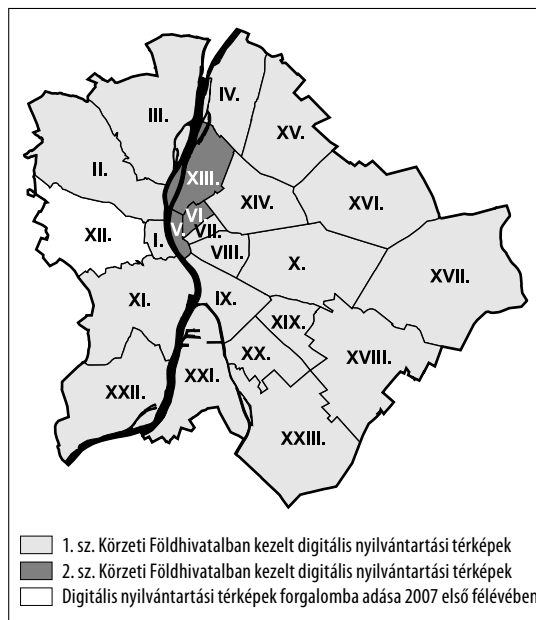 IV.
III.
XV.
II.
XIII.
XIV.
XVI.
VI.
XII.
I.
V.
VII.
VIII.
X.
XVII.
XI.
IX.
XIX.
XX.
XVIII.
XXII.
XXI.
XXIII.
1. sz. Körzeti Földhivatalban kezelt digitális nyilvántartási térképek
2. sz. Körzeti Földhivatalban kezelt digitális nyilvántartási térképek
Digitális nyilvántartási térképek forgalomba adása 2007 első félévében